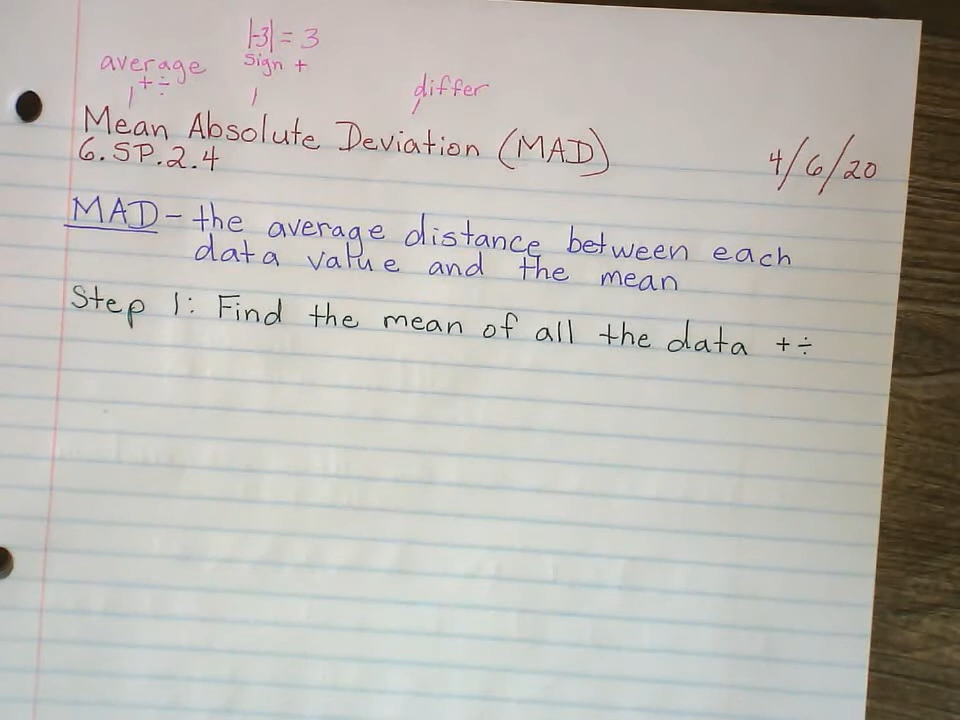 |-3| = 3
average sign +
+ ÷ differ
Mean Absolute Deviation (MAD)
6.SP.2.4 4/6/20
MAD - the average distance between each
data value and the mean
Step 1: Find the mean of all the data + ÷